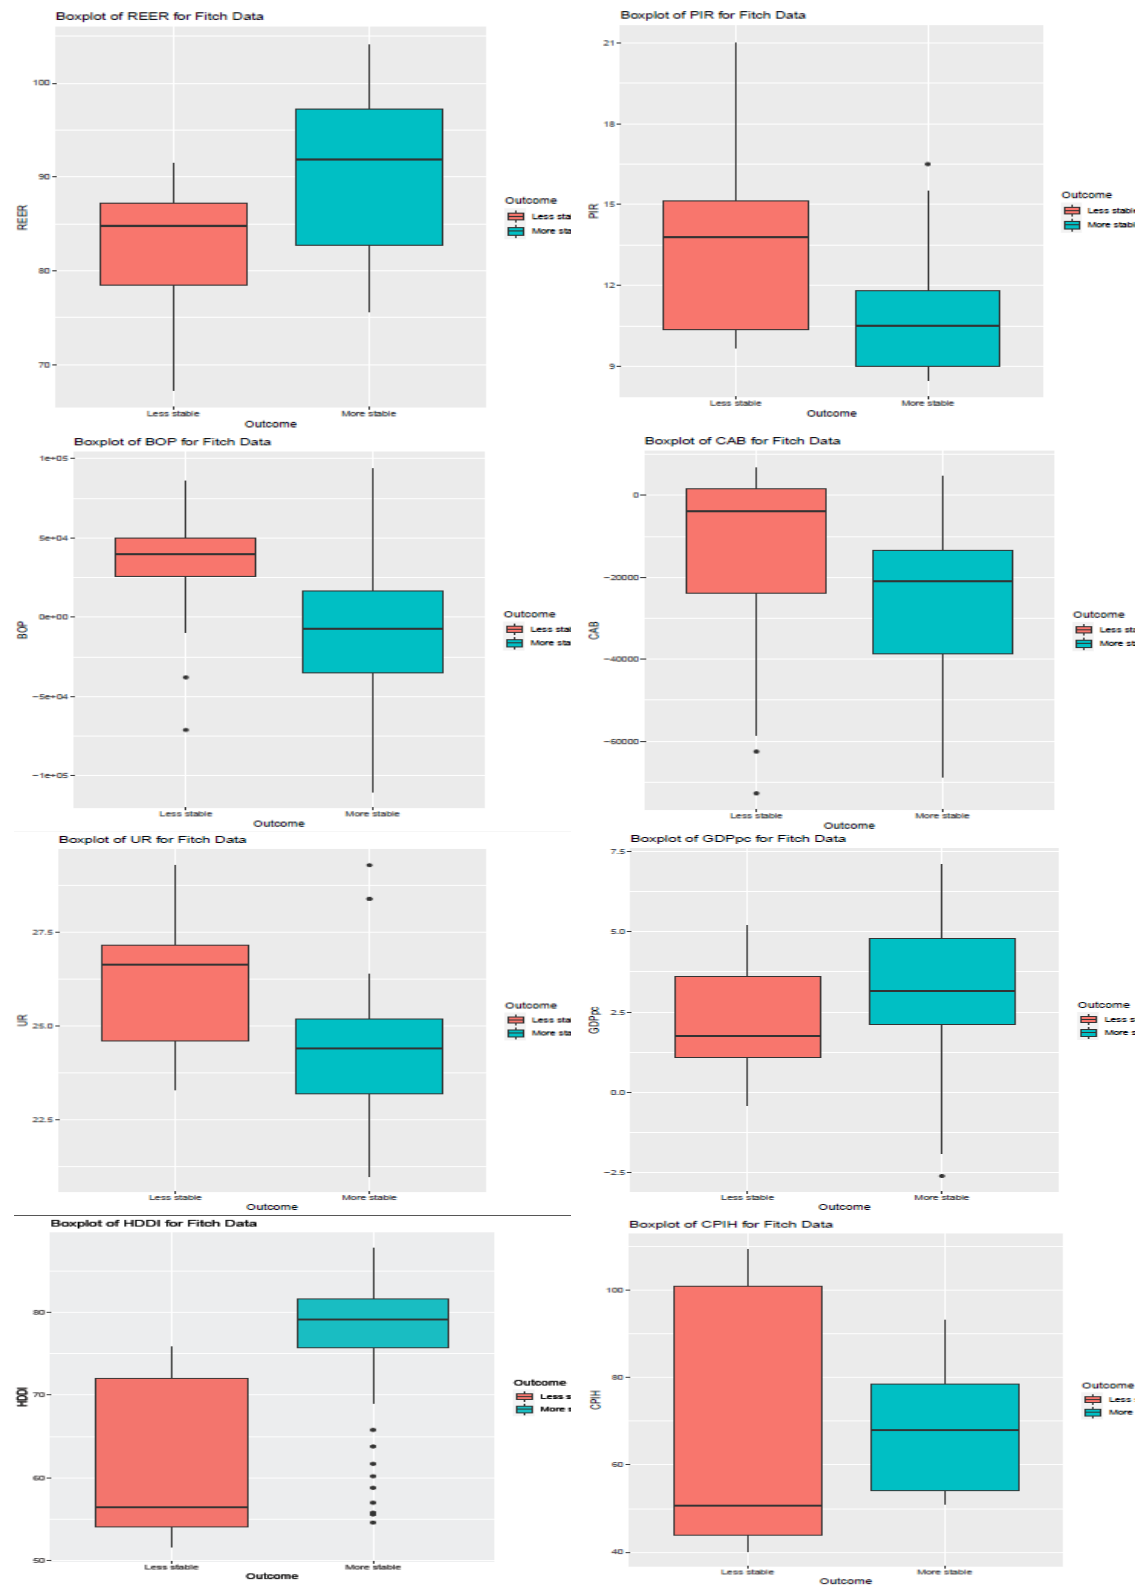 Boxplot of REER for Fitch Data
100
90
80
70
REER
Less stable
More stable
Outcome
Outcome
Less sta
More sta
Boxplot of PIR for Fitch Data
21
18
15
12
9
PIR
Less stable
More stable
Outcome
Outcome
Less stable
More stabl
Boxplot of BOP for Fitch Data
1e+05
5e+04
0e+00
−5e+04
−1e+05
BOP
Less stable
More stable
Outcome
Outcome
Less stal
More sta
Boxplot of CAB for Fitch Data
0
−20000
−40000
−60000
CAB
Less stable
More stable
Outcome
Outcome
Less sta
More sta
Boxplot of UR for Fitch Data
27.5
25.0
22.5
UR
Less stable
More stable
Outcome
Outcome
Less sta
More sta
Boxplot of GDPpc for Fitch Data
7.5
5.0
2.5
0.0
−2.5
GDPpc
Less stable
More stable
Outcome
Outcome
Less s
More s
Boxplot of HDDI for Fitch Data
80
70
60
50
HDDI
Less stable
More stable
Outcome
Outcome
Less s
More s
Boxplot of CPIH for Fitch Data
100
80
60
40
CPIH
Less stable
More stable
Outcome
Outcome
Less
More